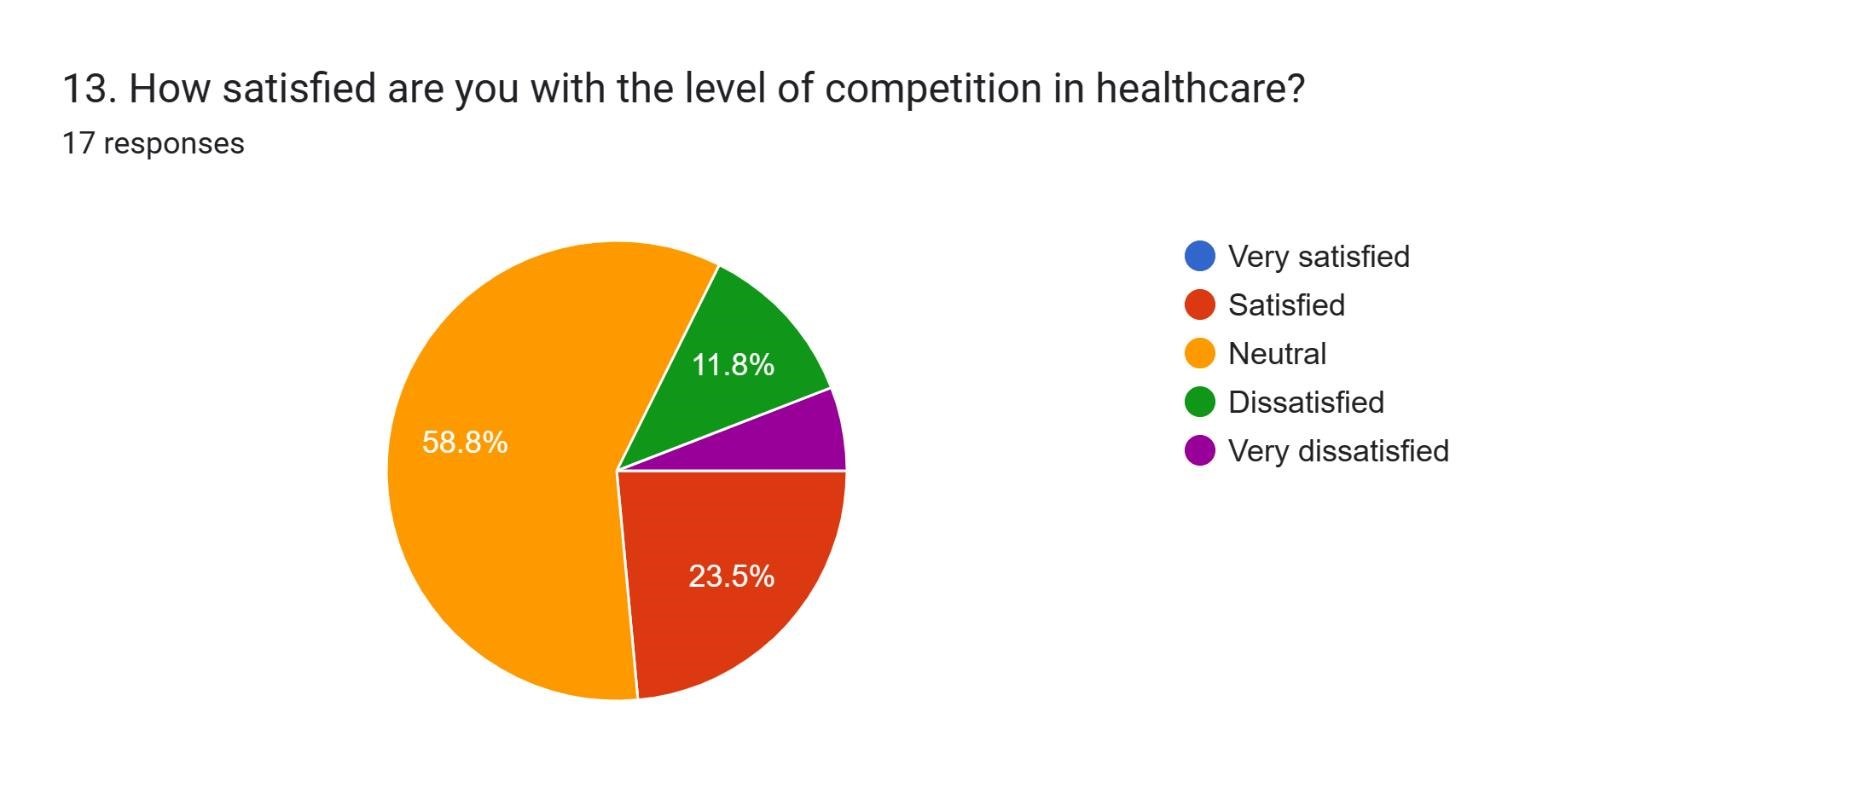 13. How satisfied are you with the level of competition in healthcare?
17 responses
11.8%
58.8%
23.5%
Very satisfied
Satisfied
Neutral
Dissatisfied
Very dissatisfied